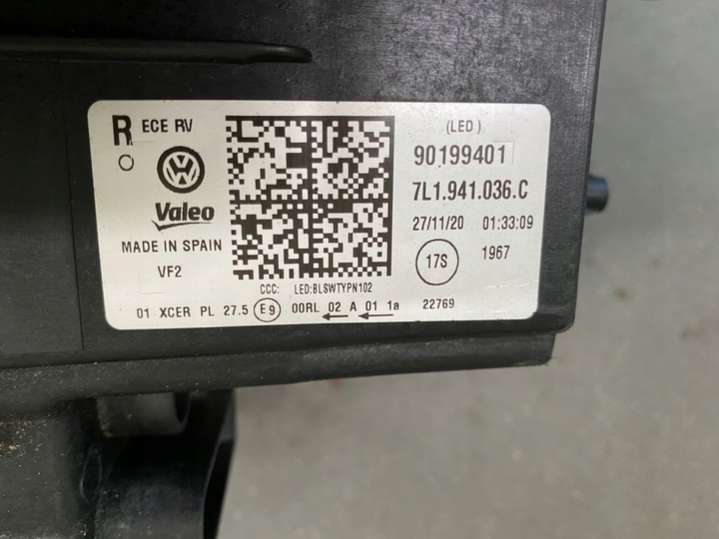 R ECE RV
(LED)
90199401
7L1.941.036.C
Valeo
27/11/20 01:33:09
MADE IN SPAIN
17S 1967
VF2
CCC: LED:BLSWTYPN102
01 XCER PL 27.5 E9 00RL 02 A 01 1a 22769